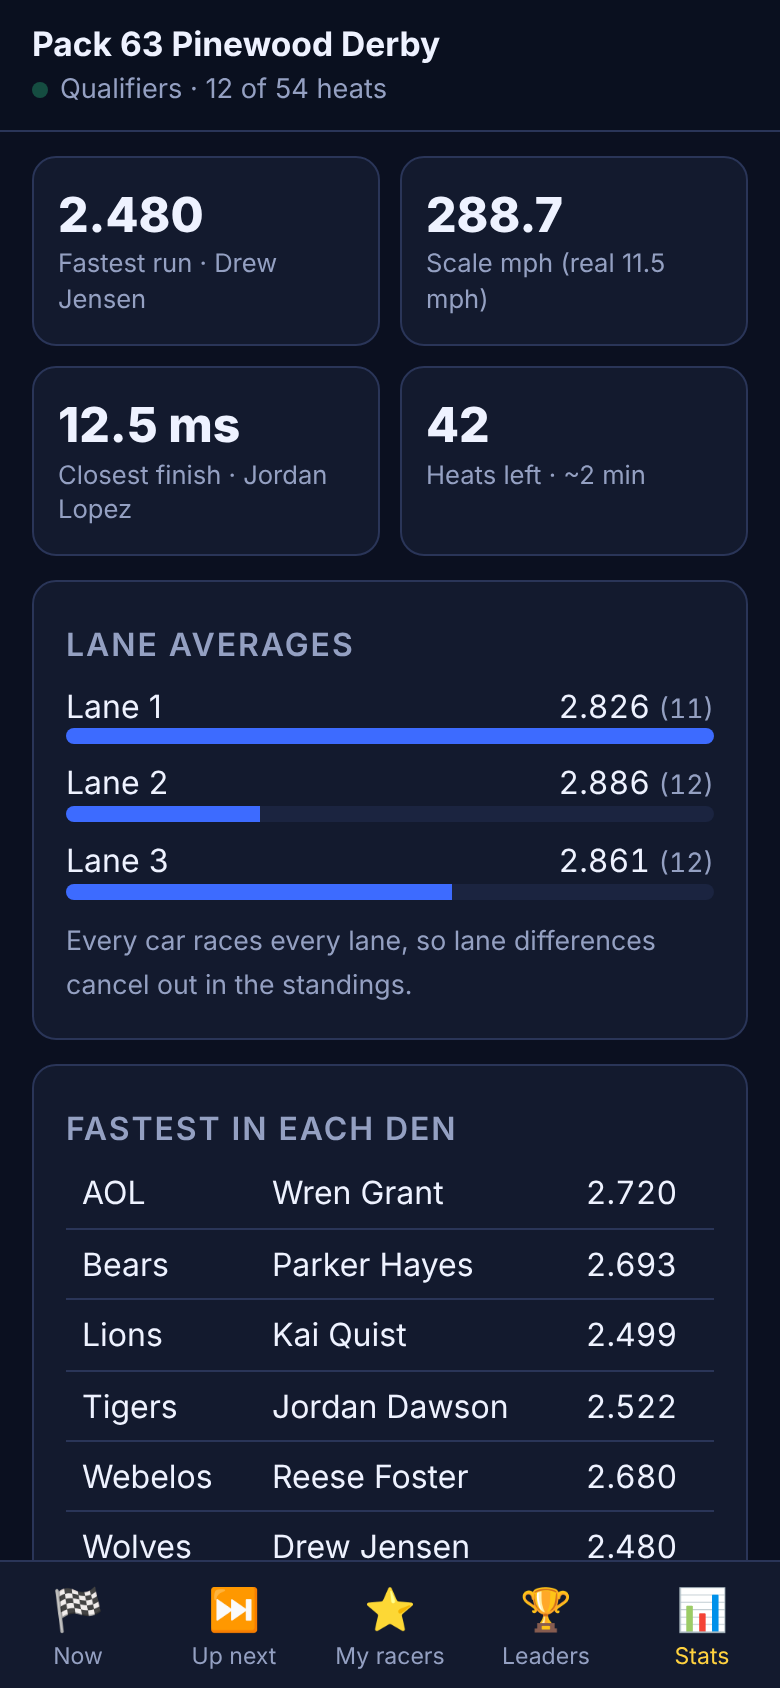 Pack 63 Pinewood Derby
Qualifiers · 12 of 54 heats
2.480
Fastest run · Drew
Jensen
288.7
Scale mph (real 11.5
mph)
12.5 ms
Closest finish · Jordan
Lopez
42
Heats left · ~2 min
LANE AVERAGES
Lane 1 2.826 (11)
Lane 2 2.886 (12)
Lane 3 2.861 (12)
Every car races every lane, so lane differences
cancel out in the standings.
FASTEST IN EACH DEN
AOL Wren Grant 2.720
Bears Parker Hayes 2.693
Lions Kai Quist 2.499
Tigers Jordan Dawson 2.522
Webelos Reese Foster 2.680
Wolves Drew Jensen 2.480
Now Up next My racers Leaders Stats